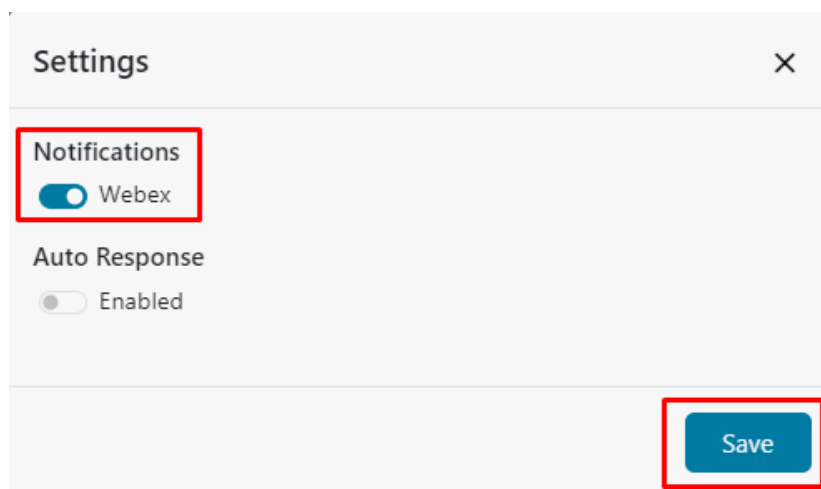 Settings
Notifications
Webex
Auto Response
Enabled
Save